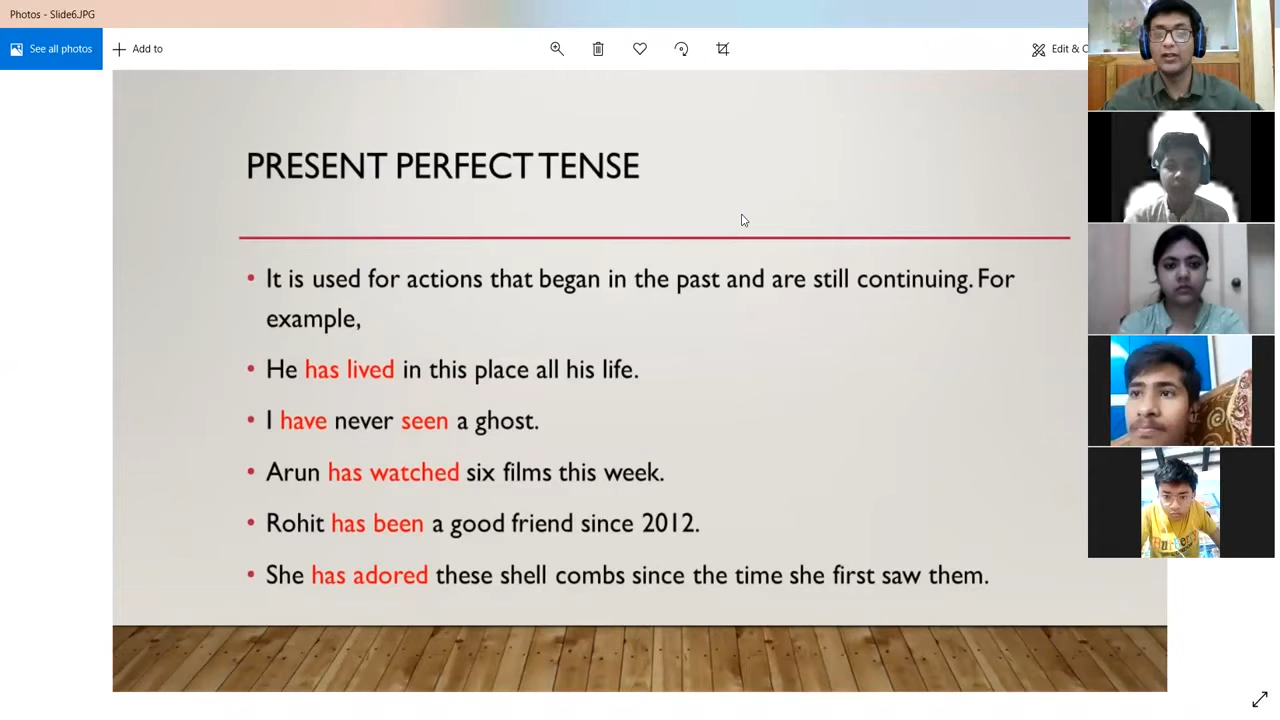 Photos - Slide6.JPG
See all photos
Add to
Edit & C
PRESENT PERFECT TENSE
• It is used for actions that began in the past and are still continuing. For
example,
• He has lived in this place all his life.
• I have never seen a ghost.
• Arun has watched six films this week.
• Rohit has been a good friend since 2012.
• She has adored these shell combs since the time she first saw them.